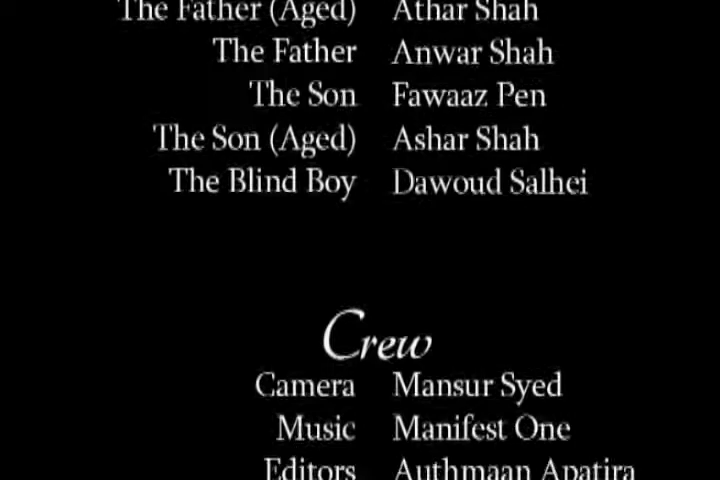 The Father (Aged) Athar Shah
The Father Anwar Shah
The Son Fawaaz Pen
The Son (Aged) Ashar Shah
The Blind Boy Dawoud Salhei
Crew
Camera Mansur Syed
Music Manifest One
Editors Authmaan Apatira